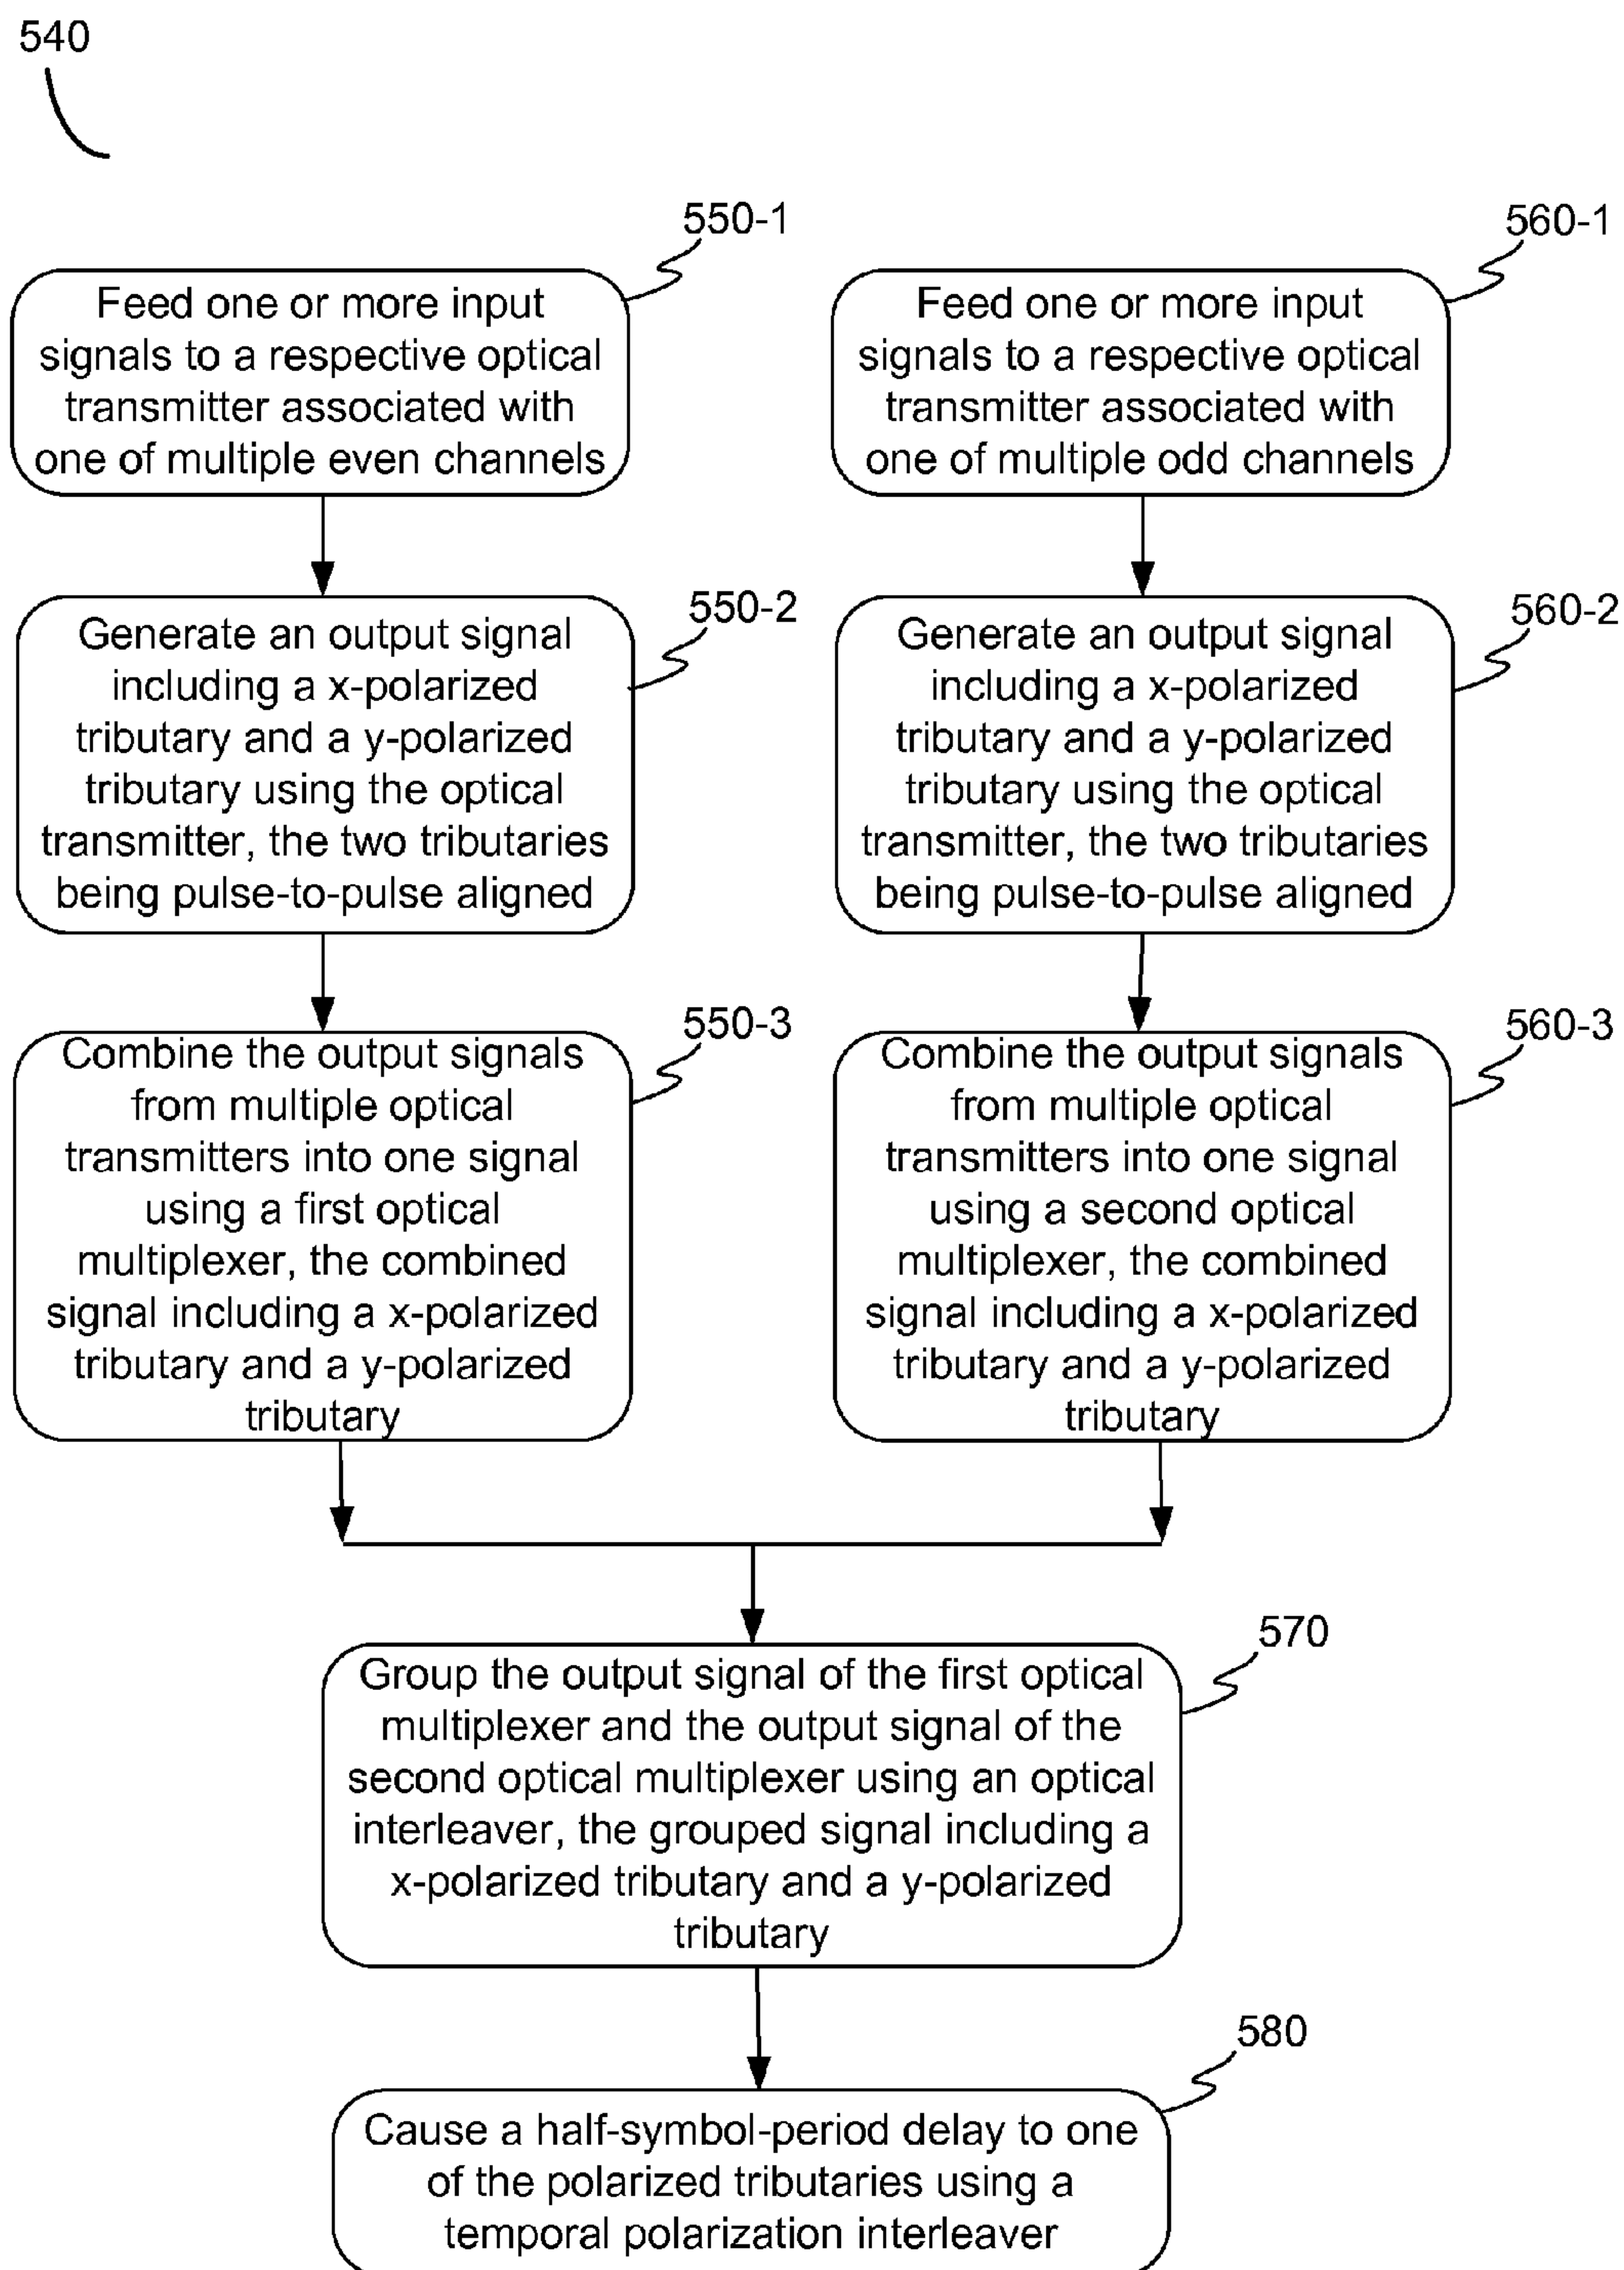 540
550-1
Feed one or more input
signals to a respective optical
transmitter associated with
one of multiple even channels
560-1
Feed one or more input
signals to a respective optical
transmitter associated with
one of multiple odd channels
550-2
Generate an output signal
including a x-polarized
tributary and a y-polarized
tributary using the optical
transmitter, the two tributaries
being pulse-to-pulse aligned
560-2
Generate an output signal
including a x-polarized
tributary and a y-polarized
tributary using the optical
transmitter, the two tributaries
being pulse-to-pulse aligned
550-3
Combine the output signals
from multiple optical
transmitters into one signal
using a first optical
multiplexer, the combined
signal including a x-polarized
tributary and a y-polarized
tributary
560-3
Combine the output signals
from multiple optical
transmitters into one signal
using a second optical
multiplexer, the combined
signal including a x-polarized
tributary and a y-polarized
tributary
570
Group the output signal of the first optical
multiplexer and the output signal of the
second optical multiplexer using an optical
interleaver, the grouped signal including a
x-polarized tributary and a y-polarized
tributary
580
Cause a half-symbol-period delay to one
of the polarized tributaries using a
temporal polarization interleaver